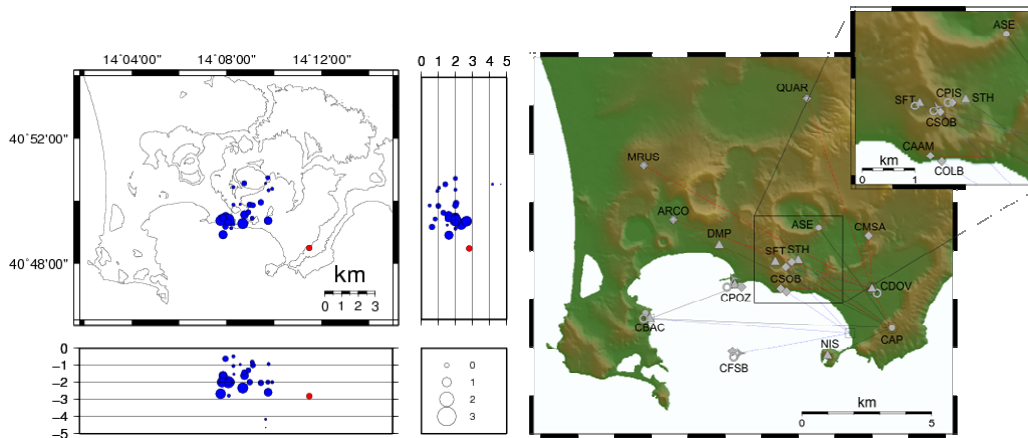 14°04'00"
14°08'00"
14°12'00"
40°52'00"
40°48'00"
km
0 1 2 3
0 1 2 3 4 5
0
-1
-2
-3
-4
-5
0
1
2
3
QUAR
MRUS
ARCO
DMP
ASE
CMSA
SFT
STH
CSOB
CDOV
CPOZ
CBAC
CAP
NIS
CFSB
km
0 5
ASE
SFT
CPIS
STH
CSOB
CAAM
COLB
km
0 1